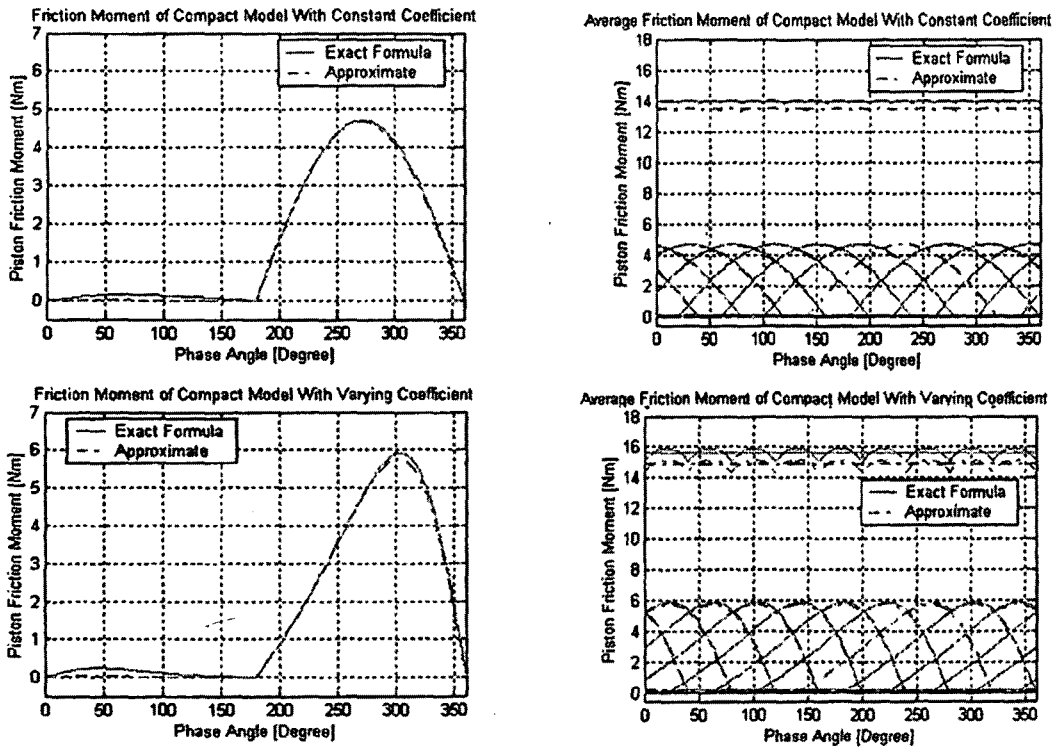 Friction Moment of Compact Model With Constant Coefficient
7
6
5
4
3
2
1
0
Piston Friction Moment [Nm]
Exact Formula
Approximate
0 50 100 150 200 250 300 350
Phase Angle [Degree]
Average Friction Moment of Compact Model With Constant Coefficient
18
16
14
12
10
8
6
4
2
0
Piston Friction Moment [Nm]
Exact Formula
Approximate
0 50 100 150 200 250 300 350
Phase Angle [Degree]
Friction Moment of Compact Model With Varying Coefficient
7
6
5
4
3
2
1
0
Piston Friction Moment [Nm]
Exact Formula
Approximate
0 50 100 150 200 250 300 350
Phase Angle [Degree]
Average Friction Moment of Compact Model With Varying Coefficient
18
16
14
12
10
8
6
4
2
0
Piston Friction Moment [Nm]
Exact Formula
Approximate
0 50 100 150 200 250 300 350
Phase Angle [Degree]